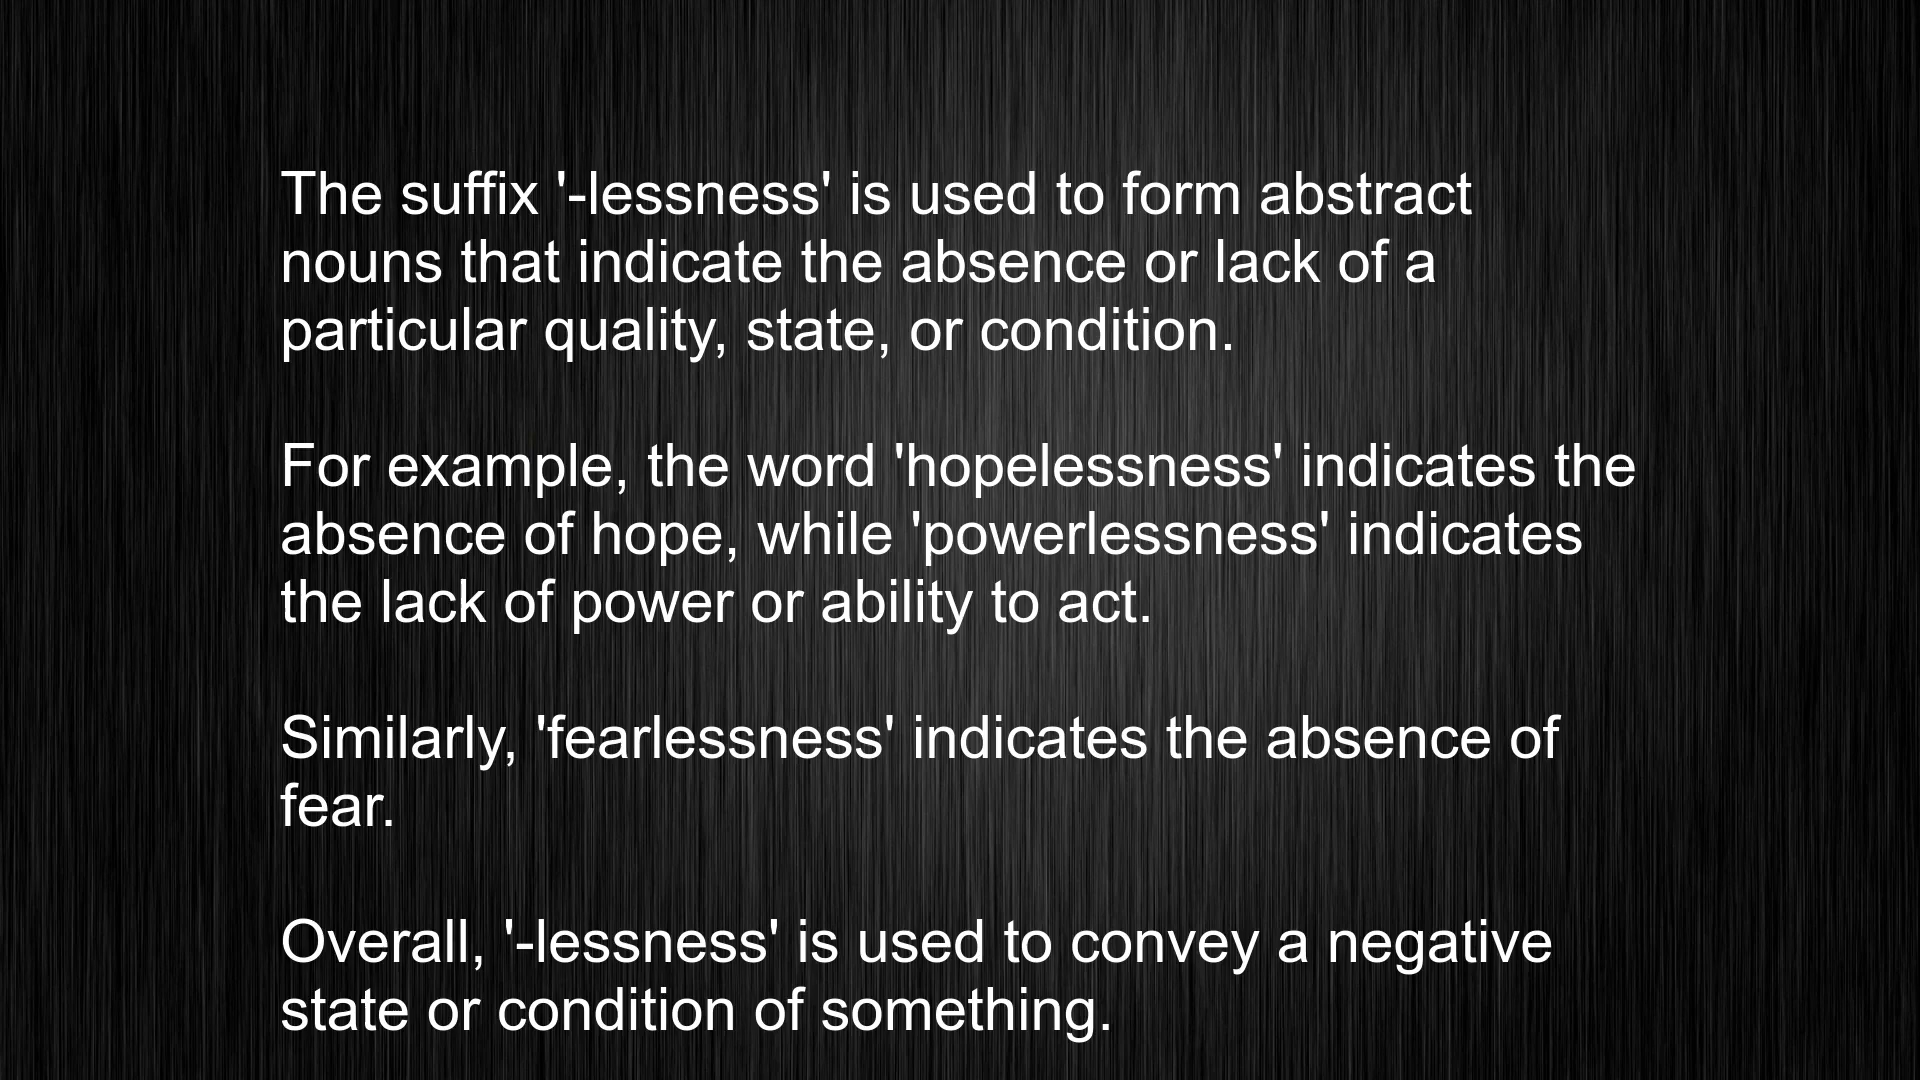 The suffix '-lessness' is used to form abstract
nouns that indicate the absence or lack of a
particular quality, state, or condition.
For example, the word 'hopelessness' indicates the
absence of hope, while 'powerlessness' indicates
the lack of power or ability to act.
Similarly, 'fearlessness' indicates the absence of
fear.
Overall, '-lessness' is used to convey a negative
state or condition of something.